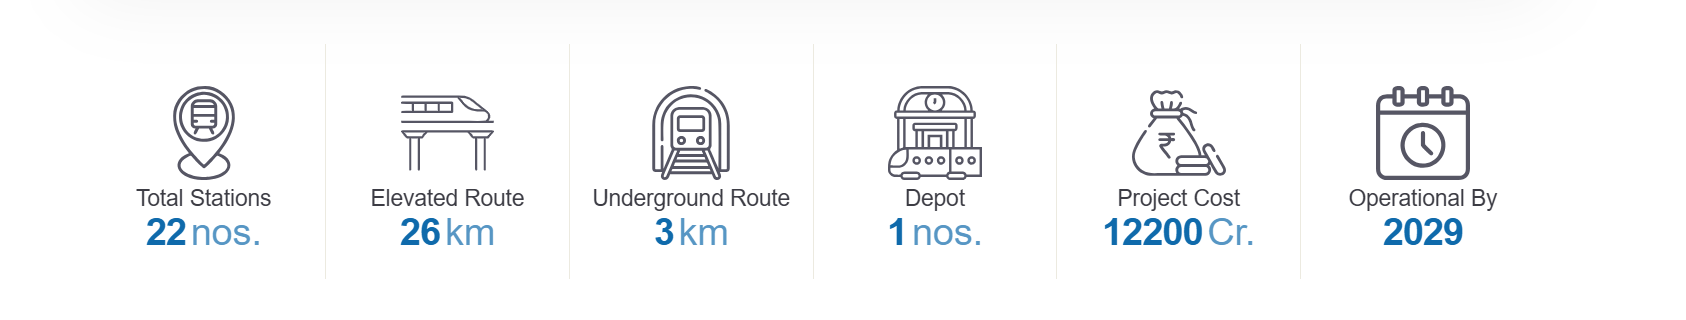 Total Stations
22 nos.
Elevated Route
26 km
Underground Route
3 km
Depot
1 nos.
Project Cost
₹
12200 Cr.
Operational By
2029